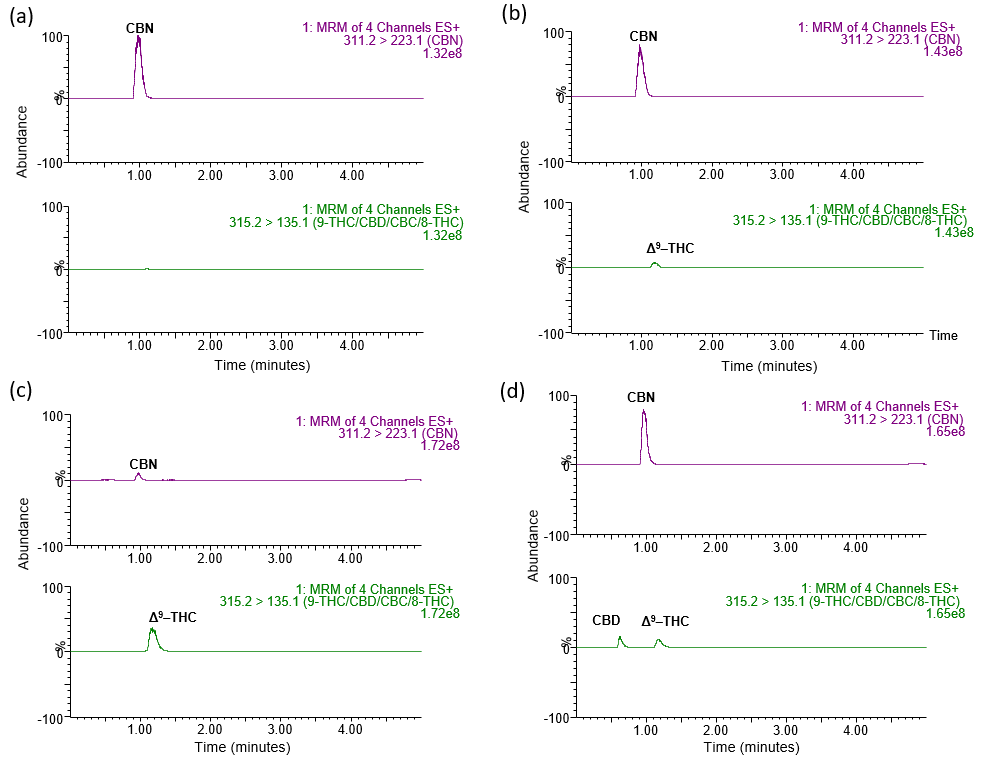 (a)
CBN
1: MRM of 4 Channels ES+
311.2 > 223.1 (CBN)
1.32e8
100
%
0
-100
1.00 2.00 3.00 4.00
Abundance
1: MRM of 4 Channels ES+
315.2 > 135.1 (9-THC/CBD/CBC/8-THC)
1.32e8
100
%
0
-100
1.00 2.00 3.00 4.00
Time (minutes)
(b)
CBN
1: MRM of 4 Channels ES+
311.2 > 223.1 (CBN)
1.43e8
100
%
0
-100
1.00 2.00 3.00 4.00
Abundance
1: MRM of 4 Channels ES+
315.2 > 135.1 (9-THC/CBD/CBC/8-THC)
1.43e8
Δ⁹–THC
100
%
0
-100
Time
1.00 2.00 3.00 4.00
Time (minutes)
(c)
1: MRM of 4 Channels ES+
311.2 > 223.1 (CBN)
1.72e8
CBN
100
%
0
-100
1.00 2.00 3.00 4.00
Abundance
1: MRM of 4 Channels ES+
315.2 > 135.1 (9-THC/CBD/CBC/8-THC)
1.72e8
Δ⁹–THC
100
%
0
-100
1.00 2.00 3.00 4.00
Time (minutes)
(d)
CBN
1: MRM of 4 Channels ES+
311.2 > 223.1 (CBN)
1.65e8
100
%
0
-100
1.00 2.00 3.00 4.00
Abundance
1: MRM of 4 Channels ES+
315.2 > 135.1 (9-THC/CBD/CBC/8-THC)
1.65e8
CBD Δ⁹–THC
100
%
0
-100
1.00 2.00 3.00 4.00
Time (minutes)